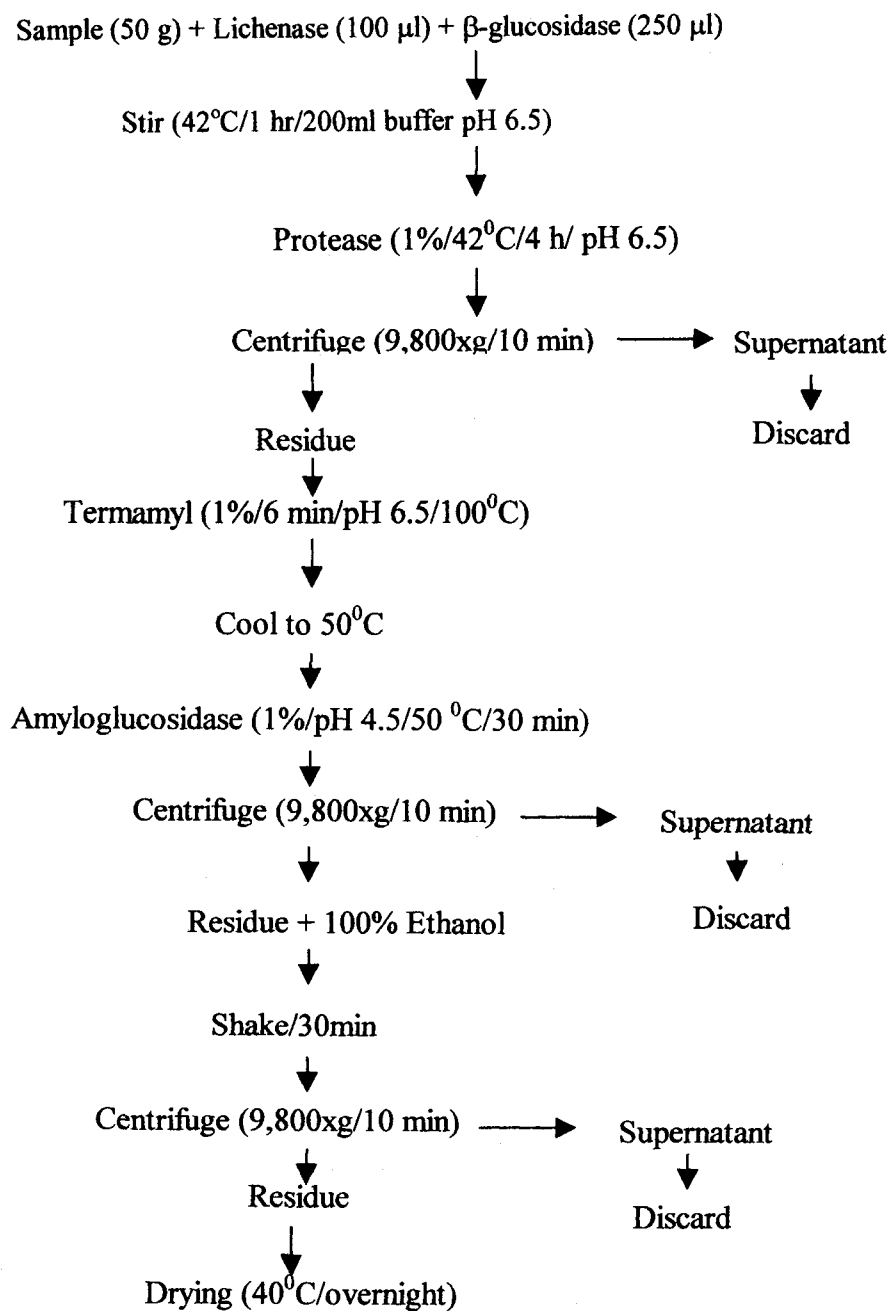 Sample (50 g) + Lichenase (100 μl) + β-glucosidase (250 μl)
Stir (42°C/1 hr/200ml buffer pH 6.5)
Protease (1%/42⁰C/4 h/ pH 6.5)
Centrifuge (9,800xg/10 min)
Supernatant
Residue
Discard
Termamyl (1%/6 min/pH 6.5/100⁰C)
Cool to 50⁰C
Amyloglucosidase (1%/pH 4.5/50 ⁰C/30 min)
Centrifuge (9,800xg/10 min)
Supernatant
Residue + 100% Ethanol
Discard
Shake/30min
Centrifuge (9,800xg/10 min)
Supernatant
Residue
Discard
Drying (40⁰C/overnight)